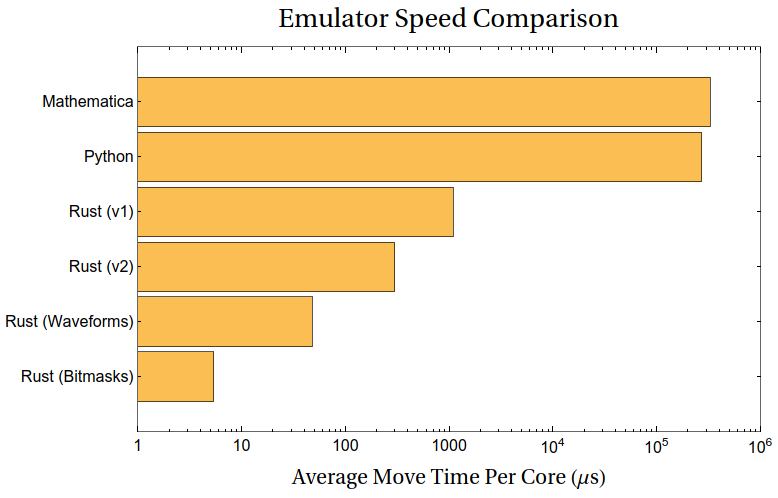 Emulator Speed Comparison
Mathematica
Python
Rust (v1)
Rust (v2)
Rust (Waveforms)
Rust (Bitmasks)
1 10 100 1000 10⁴ 10⁵ 10⁶
Average Move Time Per Core (μs)